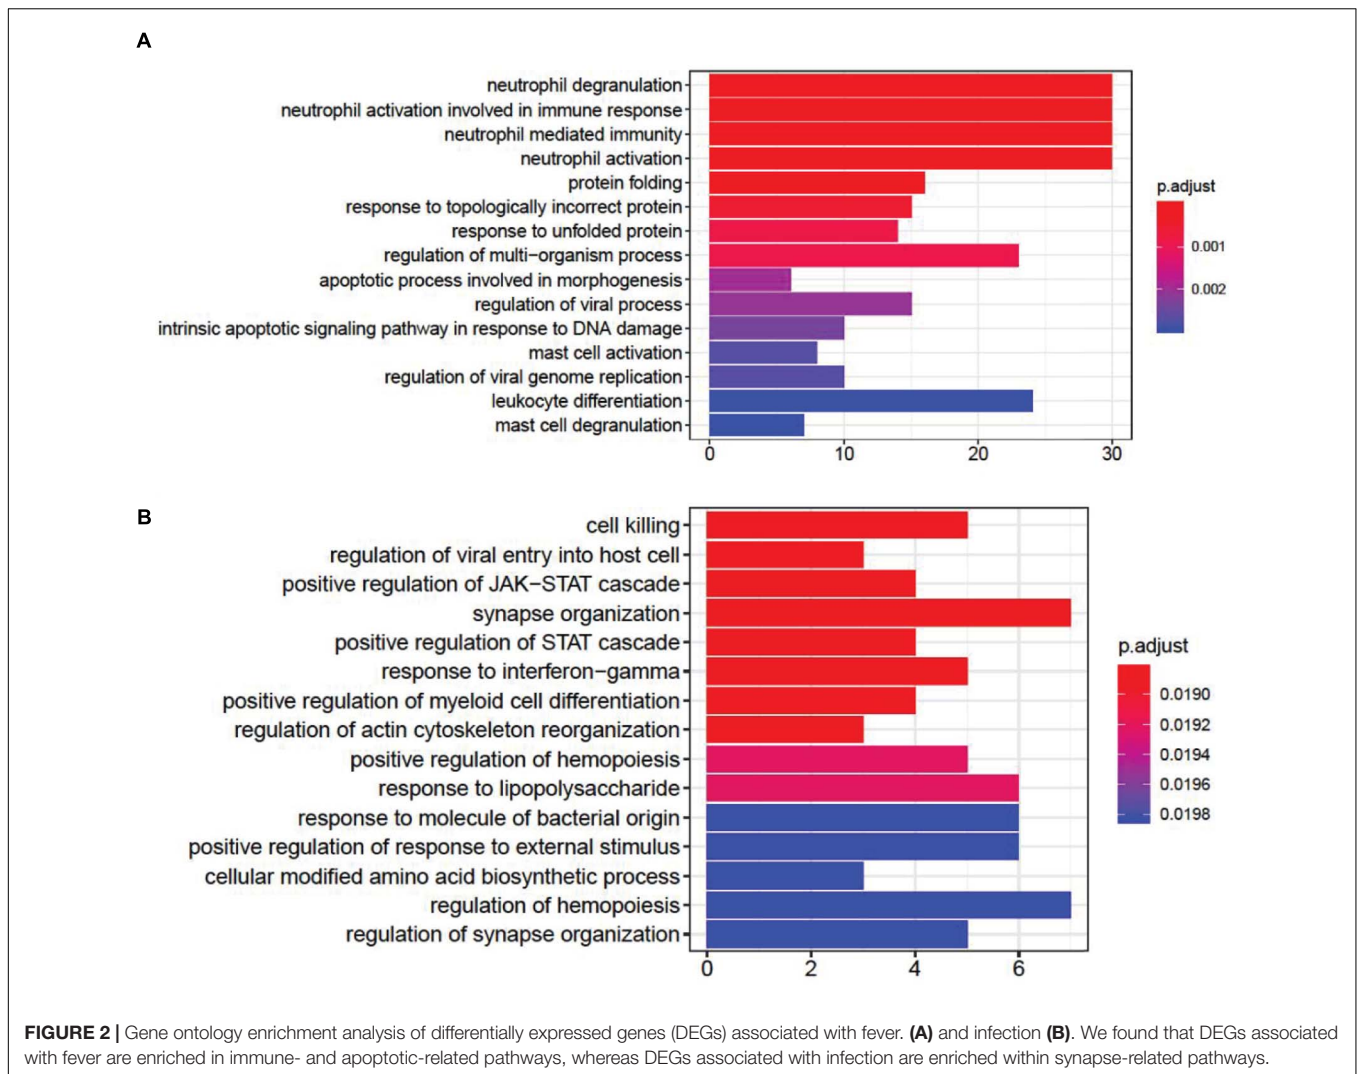 A
neutrophil degranulation
neutrophil activation involved in immune response
neutrophil mediated immunity
neutrophil activation
protein folding
response to topologically incorrect protein
response to unfolded protein
regulation of multi−organism process
apoptotic process involved in morphogenesis
regulation of viral process
intrinsic apoptotic signaling pathway in response to DNA damage
mast cell activation
regulation of viral genome replication
leukocyte differentiation
mast cell degranulation
0 10 20 30
p.adjust
0.001
0.002
B
cell killing
regulation of viral entry into host cell
positive regulation of JAK−STAT cascade
synapse organization
positive regulation of STAT cascade
response to interferon−gamma
positive regulation of myeloid cell differentiation
regulation of actin cytoskeleton reorganization
positive regulation of hemopoiesis
response to lipopolysaccharide
response to molecule of bacterial origin
positive regulation of response to external stimulus
cellular modified amino acid biosynthetic process
regulation of hemopoiesis
regulation of synapse organization
0 2 4 6
p.adjust
0.0190
0.0192
0.0194
0.0196
0.0198
FIGURE 2 | Gene ontology enrichment analysis of differentially expressed genes (DEGs) associated with fever. (A) and infection (B). We found that DEGs associated
with fever are enriched in immune- and apoptotic-related pathways, whereas DEGs associated with infection are enriched within synapse-related pathways.